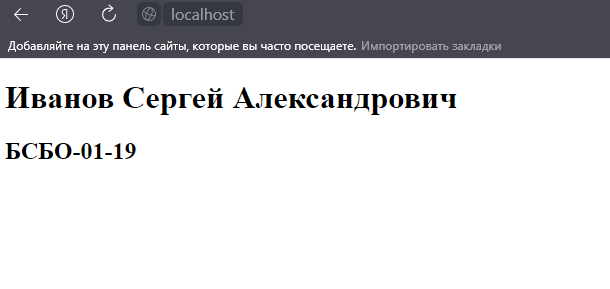 Я localhost
Добавляйте на эту панель сайты, которые вы часто посещаете. Импортировать закладки
Иванов Сергей Александрович
БСБО-01-19